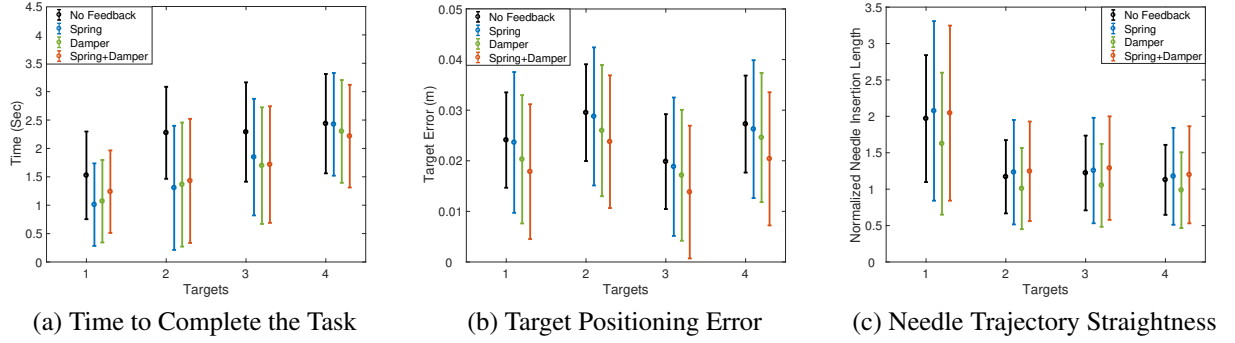 4.5
4
3.5
3
2.5
2
1.5
1
0.5
0
Time (Sec)
No Feedback
Spring
Damper
Spring+Damper
1 2 3 4
Targets
(a) Time to Complete the Task
0.05
0.04
0.03
0.02
0.01
0
Target Error (m)
No Feedback
Spring
Damper
Spring+Damper
1 2 3 4
Targets
(b) Target Positioning Error
3.5
3
2.5
2
1.5
1
0.5
0
Normalized Needle Insertion Length
No Feedback
Spring
Damper
Spring+Damper
1 2 3 4
Targets
(c) Needle Trajectory Straightness